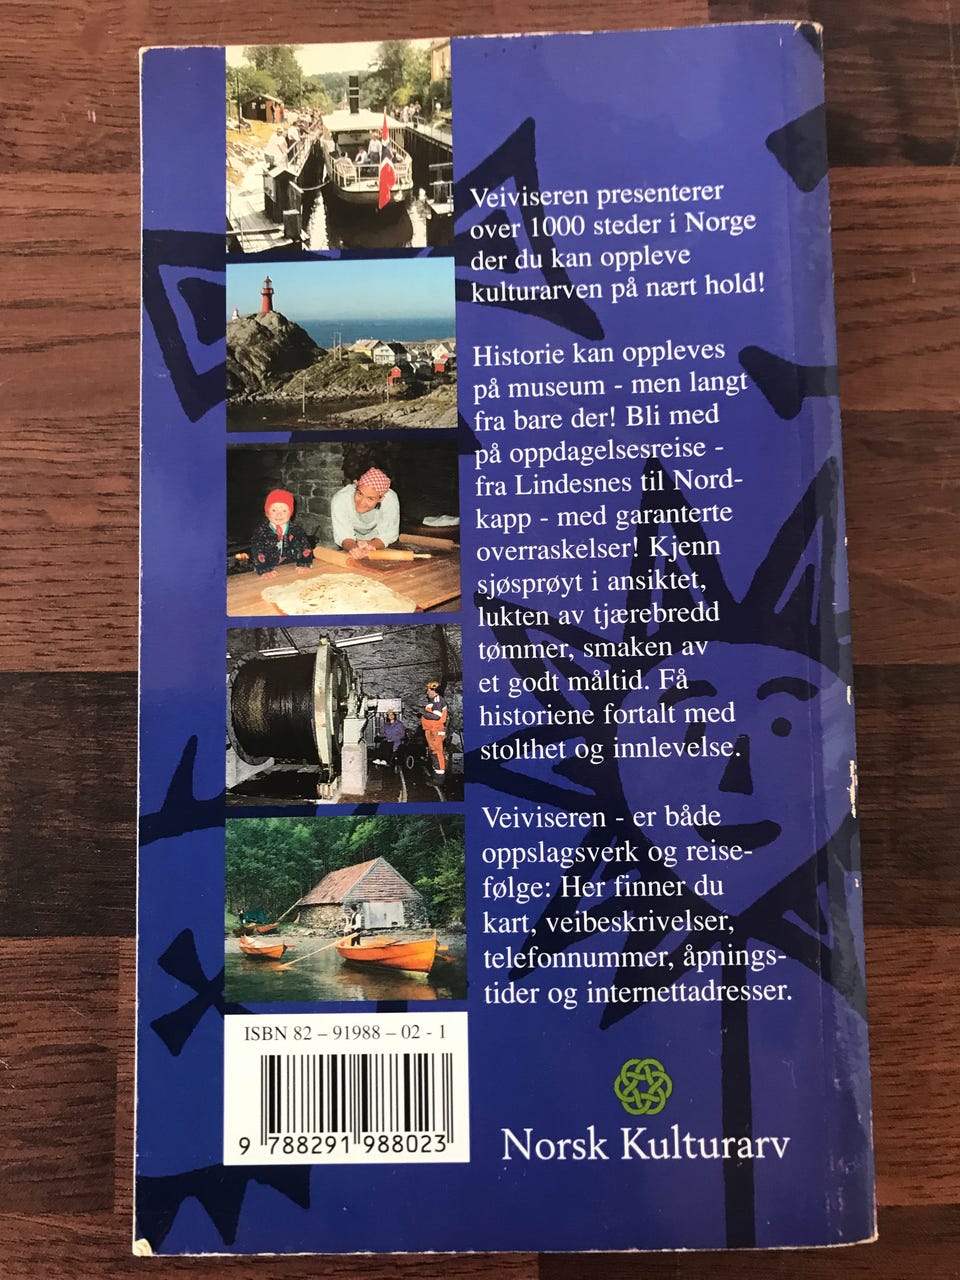 Veiviseren presenterer
over 1000 steder i Norge
der du kan oppleve
kulturarven på nært hold!
Historie kan oppleves
på museum - men langt
fra bare der! Bli med
på oppdagelsesreise -
fra Lindesnes til Nord-
kapp - med garanterte
overraskelser! Kjenn
sjøsprøyt i ansiktet,
lukten av tjærebredd
tømmer, smaken av
et godt måltid. Få
historiene fortalt med
stolthet og innlevelse.
Veiviseren - er både
oppslagsverk og reise-
følge: Her finner du
kart, veibeskrivelser,
telefonnummer, åpnings-
tider og internettadresser.
ISBN 82 – 91988 – 02 - 1
9 788291 988023
Norsk Kulturarv